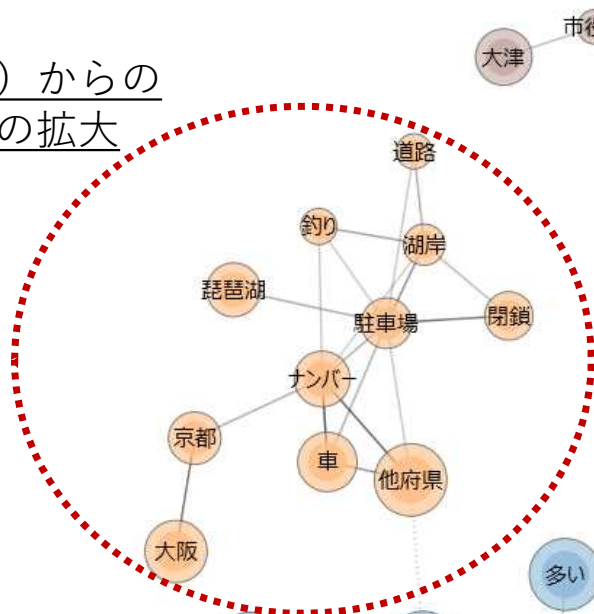 ）からの
の拡大
市役
大津
道路
釣り
湖岸
琵琶湖
駐車場
閉鎖
ナンバー
京都
車
他府県
大阪
多い